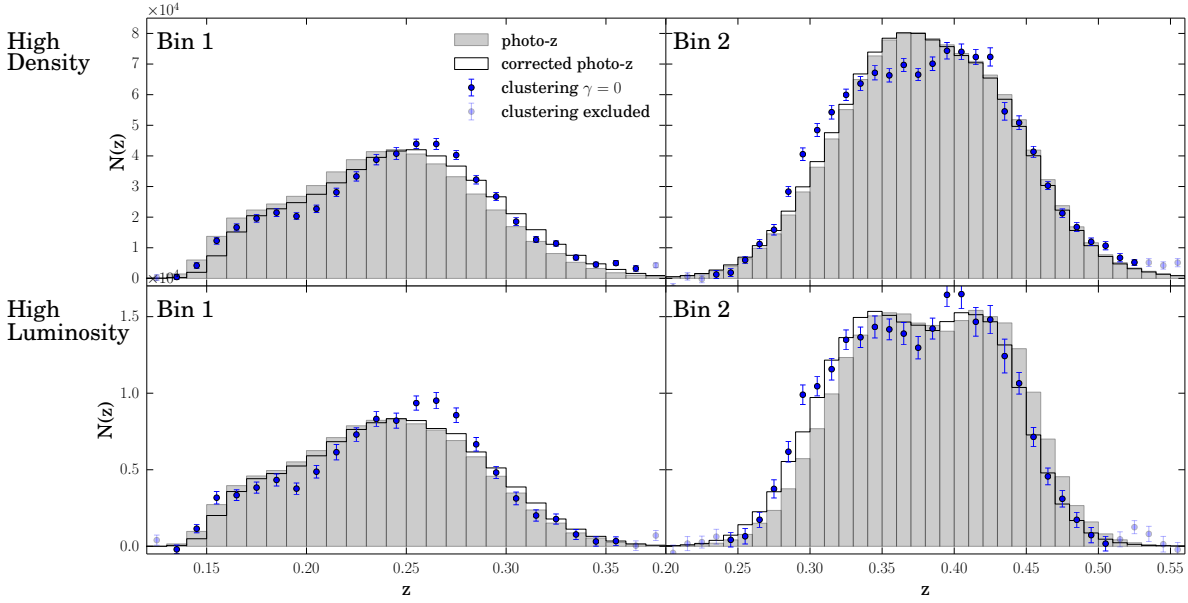 ×10⁴
High
Density
Bin 1
photo-z
corrected photo-z
clustering γ = 0
clustering excluded
Bin 2
N(z)
8
7
6
5
4
3
2
1
0
High
Luminosity
Bin 1
Bin 2
N(z)
1.5
1.0
0.5
0.0
0.15 0.20 0.25 0.30 0.35
0.20 0.25 0.30 0.35 0.40 0.45 0.50 0.55
z
z